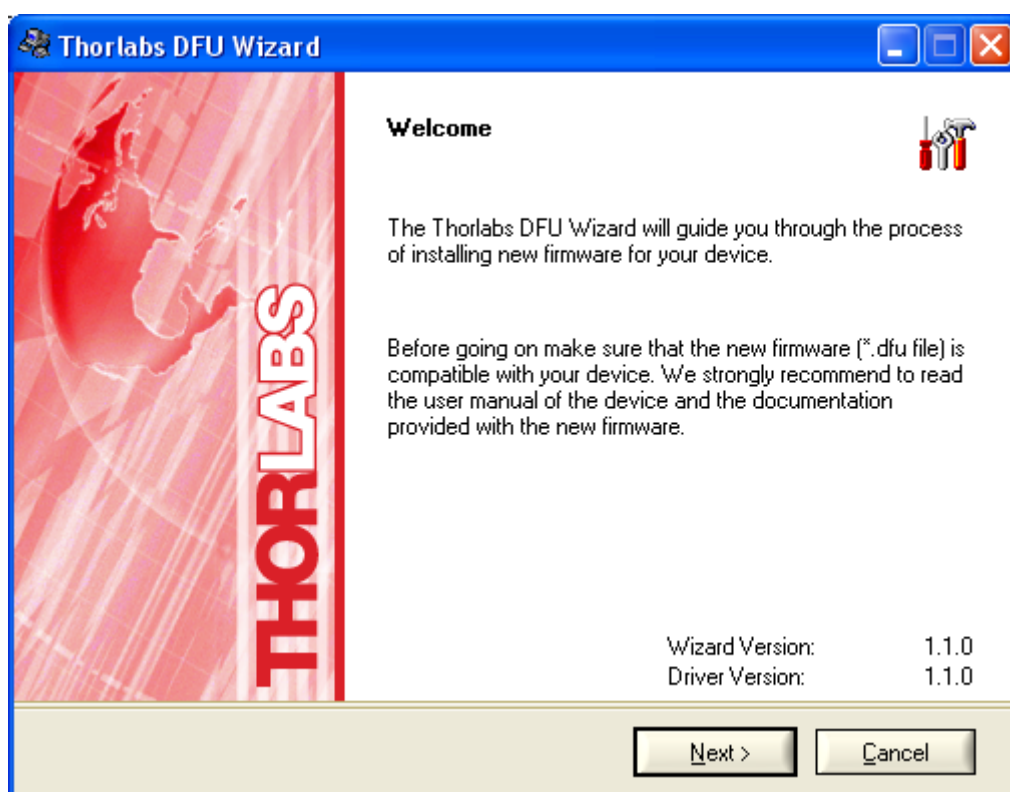 Thorlabs DFU Wizard
THORLABS
Welcome
The Thorlabs DFU Wizard will guide you through the process
of installing new firmware for your device.
Before going on make sure that the new firmware (*.dfu file) is
compatible with your device. We strongly recommend to read
the user manual of the device and the documentation
provided with the new firmware.
Wizard Version: 1.1.0
Driver Version: 1.1.0
Next >
Cancel